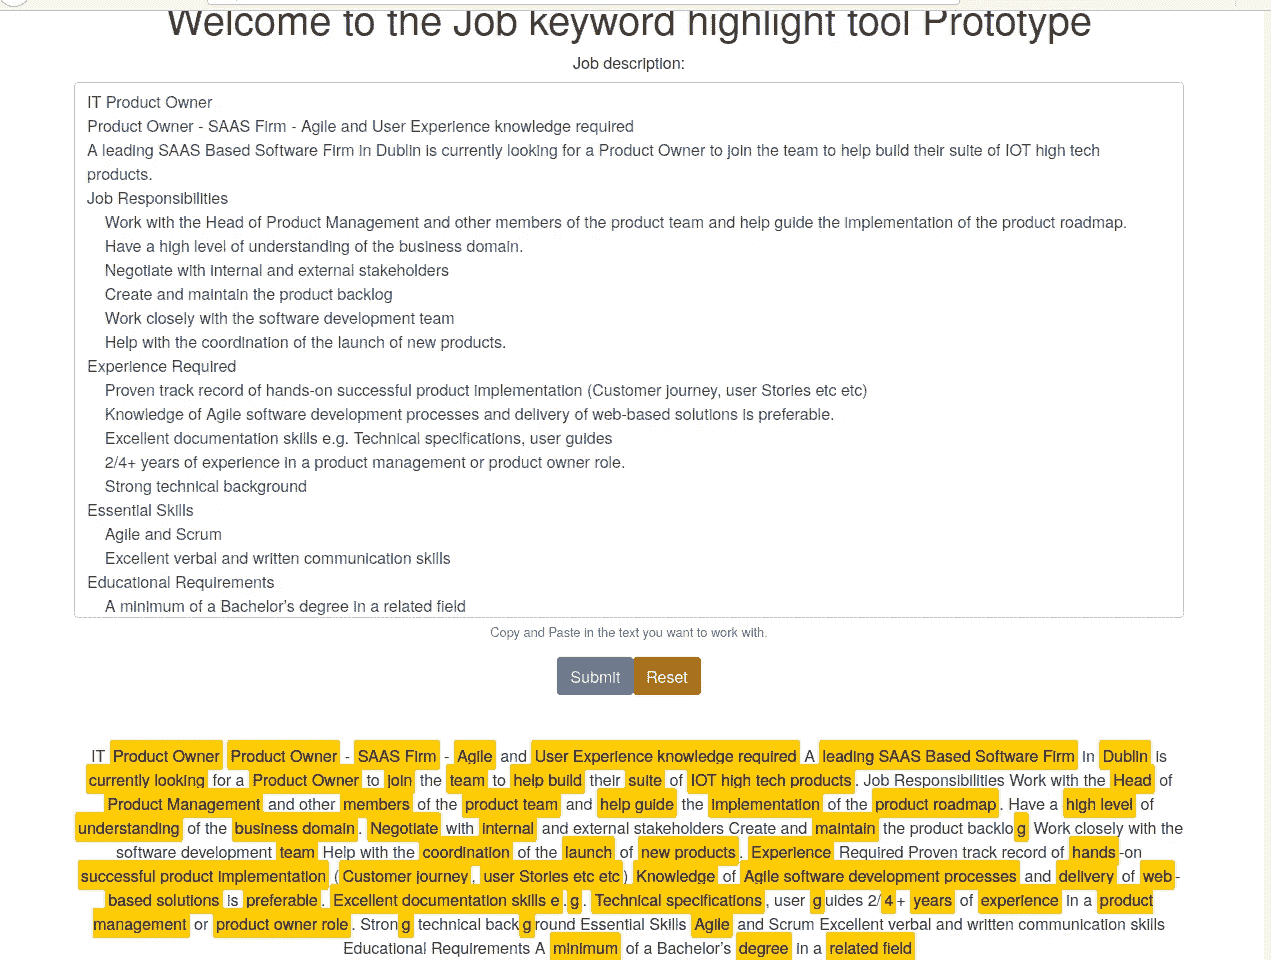 Welcome to the Job keyword highlight tool Prototype
Job description:
IT Product Owner
Product Owner - SAAS Firm - Agile and User Experience knowledge required
A leading SAAS Based Software Firm in Dublin is currently looking for a Product Owner to join the team to help build their suite of IOT high tech
products.
Job Responsibilities
Work with the Head of Product Management and other members of the product team and help guide the implementation of the product roadmap.
Have a high level of understanding of the business domain.
Negotiate with internal and external stakeholders
Create and maintain the product backlog
Work closely with the software development team
Help with the coordination of the launch of new products.
Experience Required
Proven track record of hands-on successful product implementation (Customer journey, user Stories etc etc)
Knowledge of Agile software development processes and delivery of web-based solutions is preferable.
Excellent documentation skills e.g. Technical specifications, user guides
2/4+ years of experience in a product management or product owner role.
Strong technical background
Essential Skills
Agile and Scrum
Excellent verbal and written communication skills
Educational Requirements
A minimum of a Bachelor's degree in a related field
Copy and Paste in the text you want to work with.
Submit Reset
IT Product Owner Product Owner - SAAS Firm - Agile and User Experience knowledge required A leading SAAS Based Software Firm in Dublin is
currently looking for a Product Owner to join the team to help build their suite of IOT high tech products. Job Responsibilities Work with the Head of
Product Management and other members of the product team and help guide the implementation of the product roadmap. Have a high level of
understanding of the business domain. Negotiate with internal and external stakeholders Create and maintain the product backlog Work closely with the
software development team Help with the coordination of the launch of new products. Experience Required Proven track record of hands-on
successful product implementation (Customer journey, user Stories etc etc) Knowledge of Agile software development processes and delivery of web-
based solutions is preferable. Excellent documentation skills e.g. Technical specifications, user guides 2/4+ years of experience in a product
management or product owner role. Strong technical background Essential Skills Agile and Scrum Excellent verbal and written communication skills
Educational Requirements A minimum of a Bachelor's degree in a related field